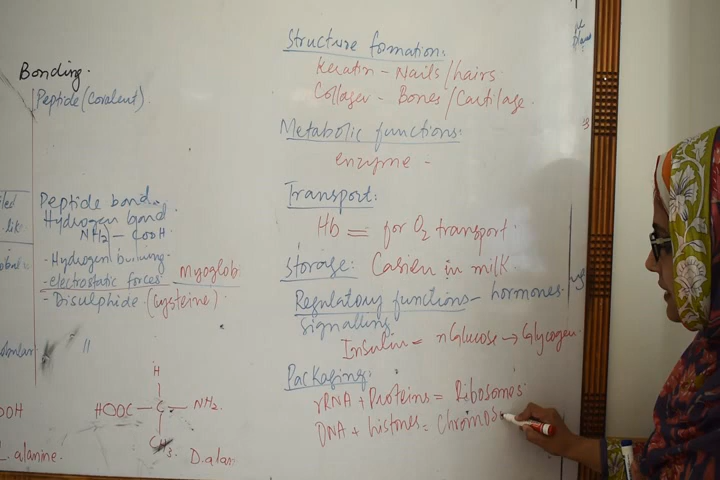 Bonding.
Peptide (Covalent).
Peptide bond.
Hydrogen bond
NH2 – COOH.
- Hydrogen
- electrostatic forces. Myoglob
- Disulphide (Cysteine).
"
H
HOOC – C – NH2
CH3.
OOH
L. alanine.
D. alan
Structure formation:
Keratin – Nails/hairs
Collagen – Bones/Cartilage.
Metabolic functions:
enzyme –
Transport:
Hb = for O2 transport.
Storage: Casien in milk
Regulatory functions – hormones.
Signalling
Insulin = nGlucose → Glycogen
Packaging:
rRNA + Proteins = Ribosomes.
DNA + histones = Chromos